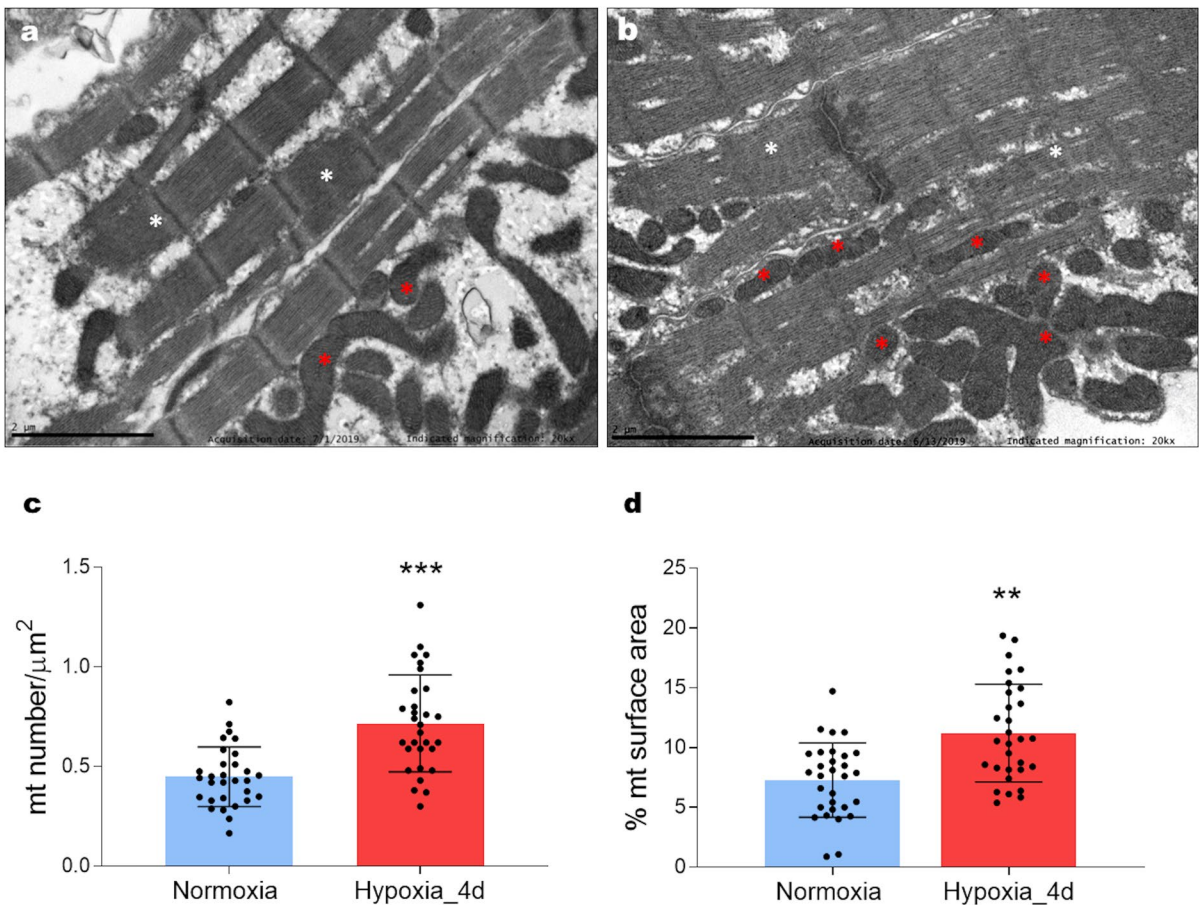 a
b
* * * *
* * * * * * * *
2 µm
Acquisition date: 7/1/2019
Indicated magnification: 20kx
2 µm
Acquisition date: 6/13/2019
Indicated magnification: 20kx
c
d
mt number/µm²
1.5
1.0
0.5
0.0
***
Normoxia
Hypoxia_4d
% mt surface area
25
20
15
10
5
0
**
Normoxia
Hypoxia_4d